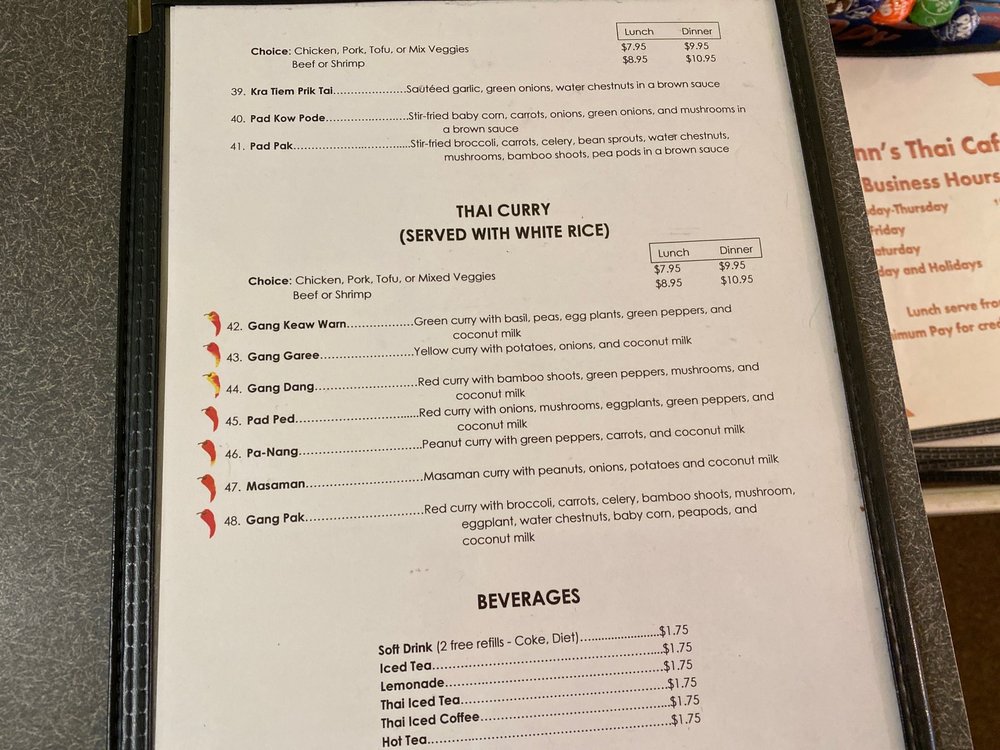 Lunch Dinner
Choice: Chicken, Pork, Tofu, or Mix Veggies $7.95 $9.95
Beef or Shrimp $8.95 $10.95
39. Kra Tiem Prik Tai.....................Sautéed garlic, green onions, water chestnuts in a brown sauce
40. Pad Kow Pode........................Stir-fried baby corn, carrots, onions, green onions, and mushrooms in
a brown sauce
41. Pad Pak..................................Stir-fried broccoli, carrots, celery, bean sprouts, water chestnuts,
mushrooms, bamboo shoots, pea pods in a brown sauce
THAI CURRY
(SERVED WITH WHITE RICE)
Lunch Dinner
Choice: Chicken, Pork, Tofu, or Mixed Veggies $7.95 $9.95
Beef or Shrimp $8.95 $10.95
42. Gang Keaw Warn...................Green curry with basil, peas, egg plants, green peppers, and
coconut milk
43. Gang Garee..........................Yellow curry with potatoes, onions, and coconut milk
44. Gang Dang............................Red curry with bamboo shoots, green peppers, mushrooms, and
coconut milk
45. Pad Ped.................................Red curry with onions, mushrooms, eggplants, green peppers, and
coconut milk
46. Pa-Nang.................................Peanut curry with green peppers, carrots, and coconut milk
47. Masaman...............................Masaman curry with peanuts, onions, potatoes and coconut milk
48. Gang Pak...............................Red curry with broccoli, carrots, celery, bamboo shoots, mushroom,
eggplant, water chestnuts, baby corn, peapods, and
coconut milk
BEVERAGES
Soft Drink (2 free refills - Coke, Diet).......................$1.75
Iced Tea.............................................................$1.75
Lemonade..........................................................$1.75
Thai Iced Tea......................................................$1.75
Thai Iced Coffee.................................................$1.75
Hot Tea..............................................................$1.75
nn's Thai Caf
Business Hours
day-Thursday
Friday
aturday
day and Holidays
Lunch serve fro
nimum Pay for cre